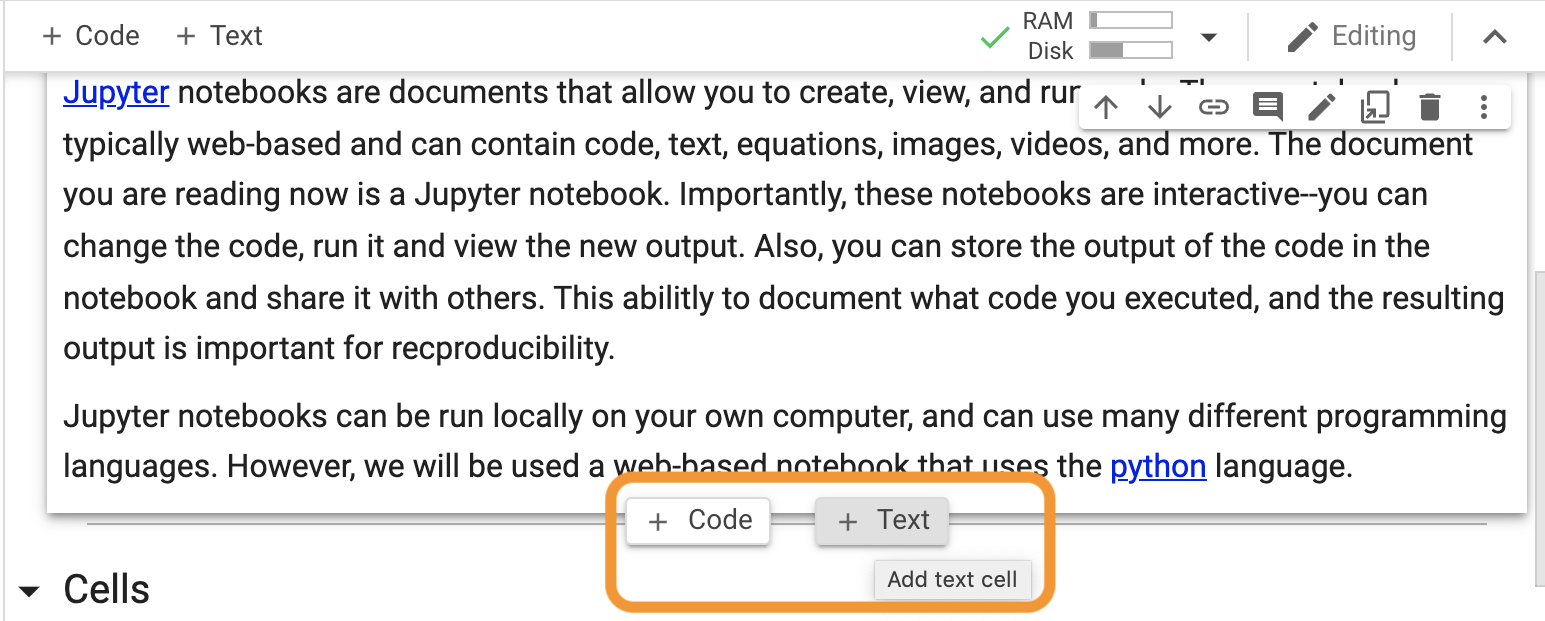 + Code + Text
RAM
Disk
Editing
Jupyter notebooks are documents that allow you to create, view, and run
typically web-based and can contain code, text, equations, images, videos, and more. The document
you are reading now is a Jupyter notebook. Importantly, these notebooks are interactive--you can
change the code, run it and view the new output. Also, you can store the output of the code in the
notebook and share it with others. This abilitly to document what code you executed, and the resulting
output is important for recproducibility.
Jupyter notebooks can be run locally on your own computer, and can use many different programming
languages. However, we will be used a web-based notebook that uses the python language.
+ Code + Text
Add text cell
Cells